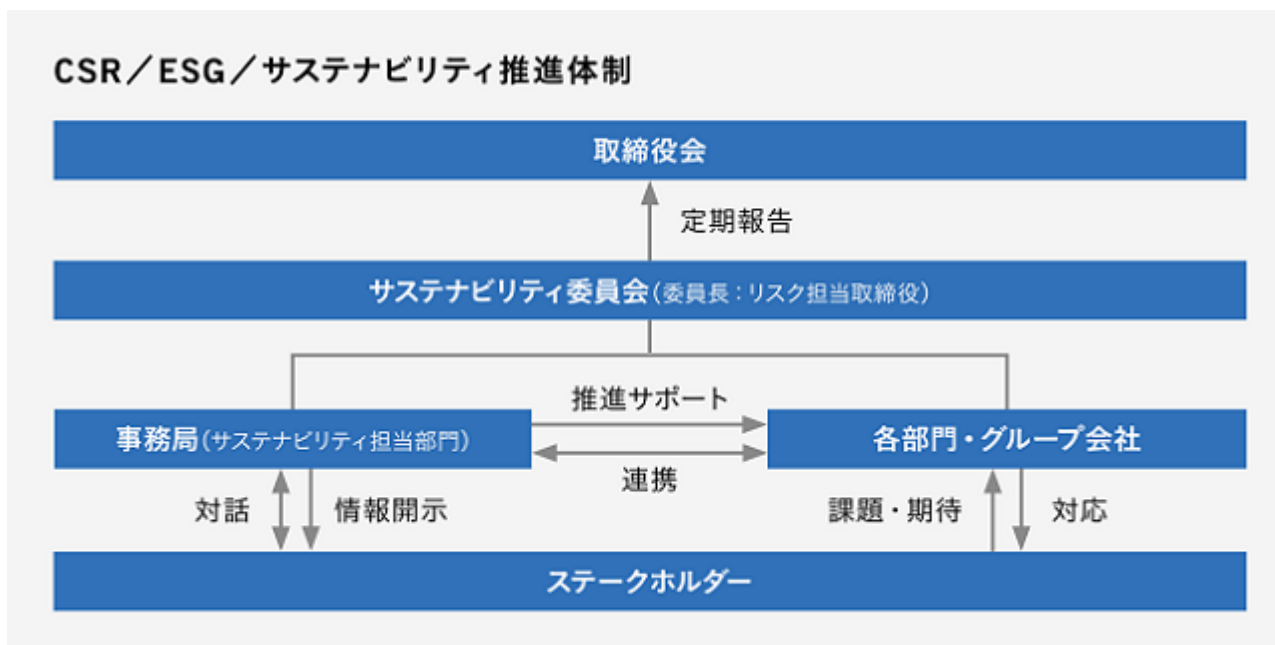 CSR／ESG／サステナビリティ推進体制
取締役会
定期報告
サステナビリティ委員会（委員長：リスク担当取締役）
推進サポート
事務局（サステナビリティ担当部門）
各部門・グループ会社
連携
対話
情報開示
課題・期待
対応
ステークホルダー